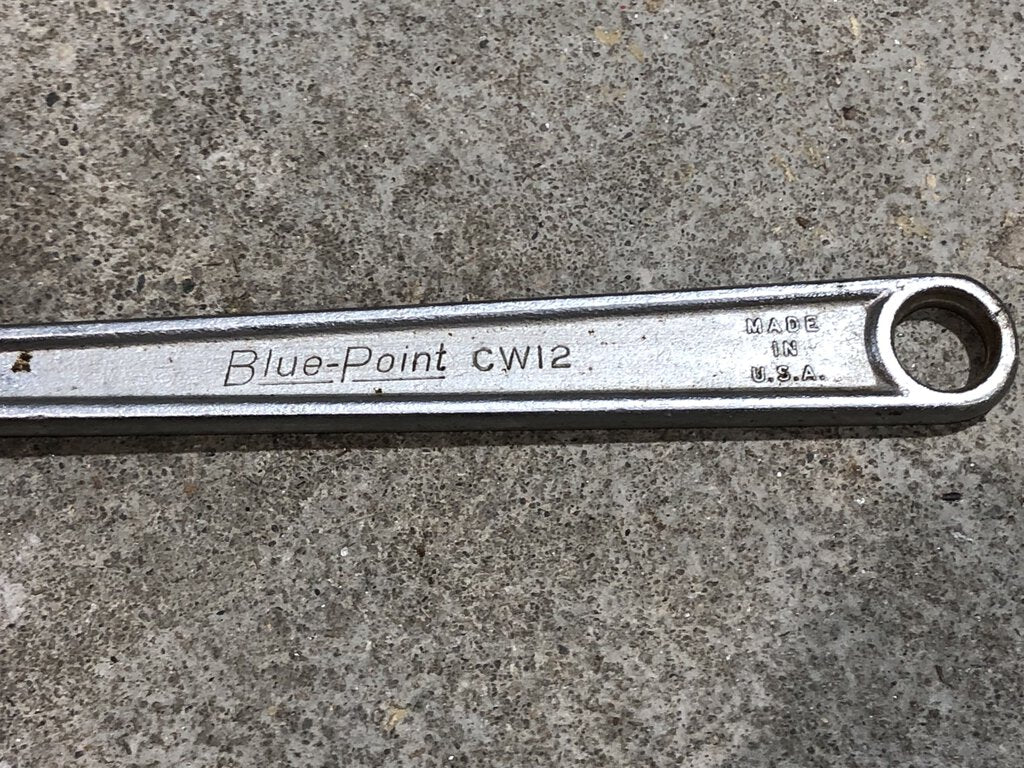 Blue-Point CW12
MADE
IN
U.S.A.